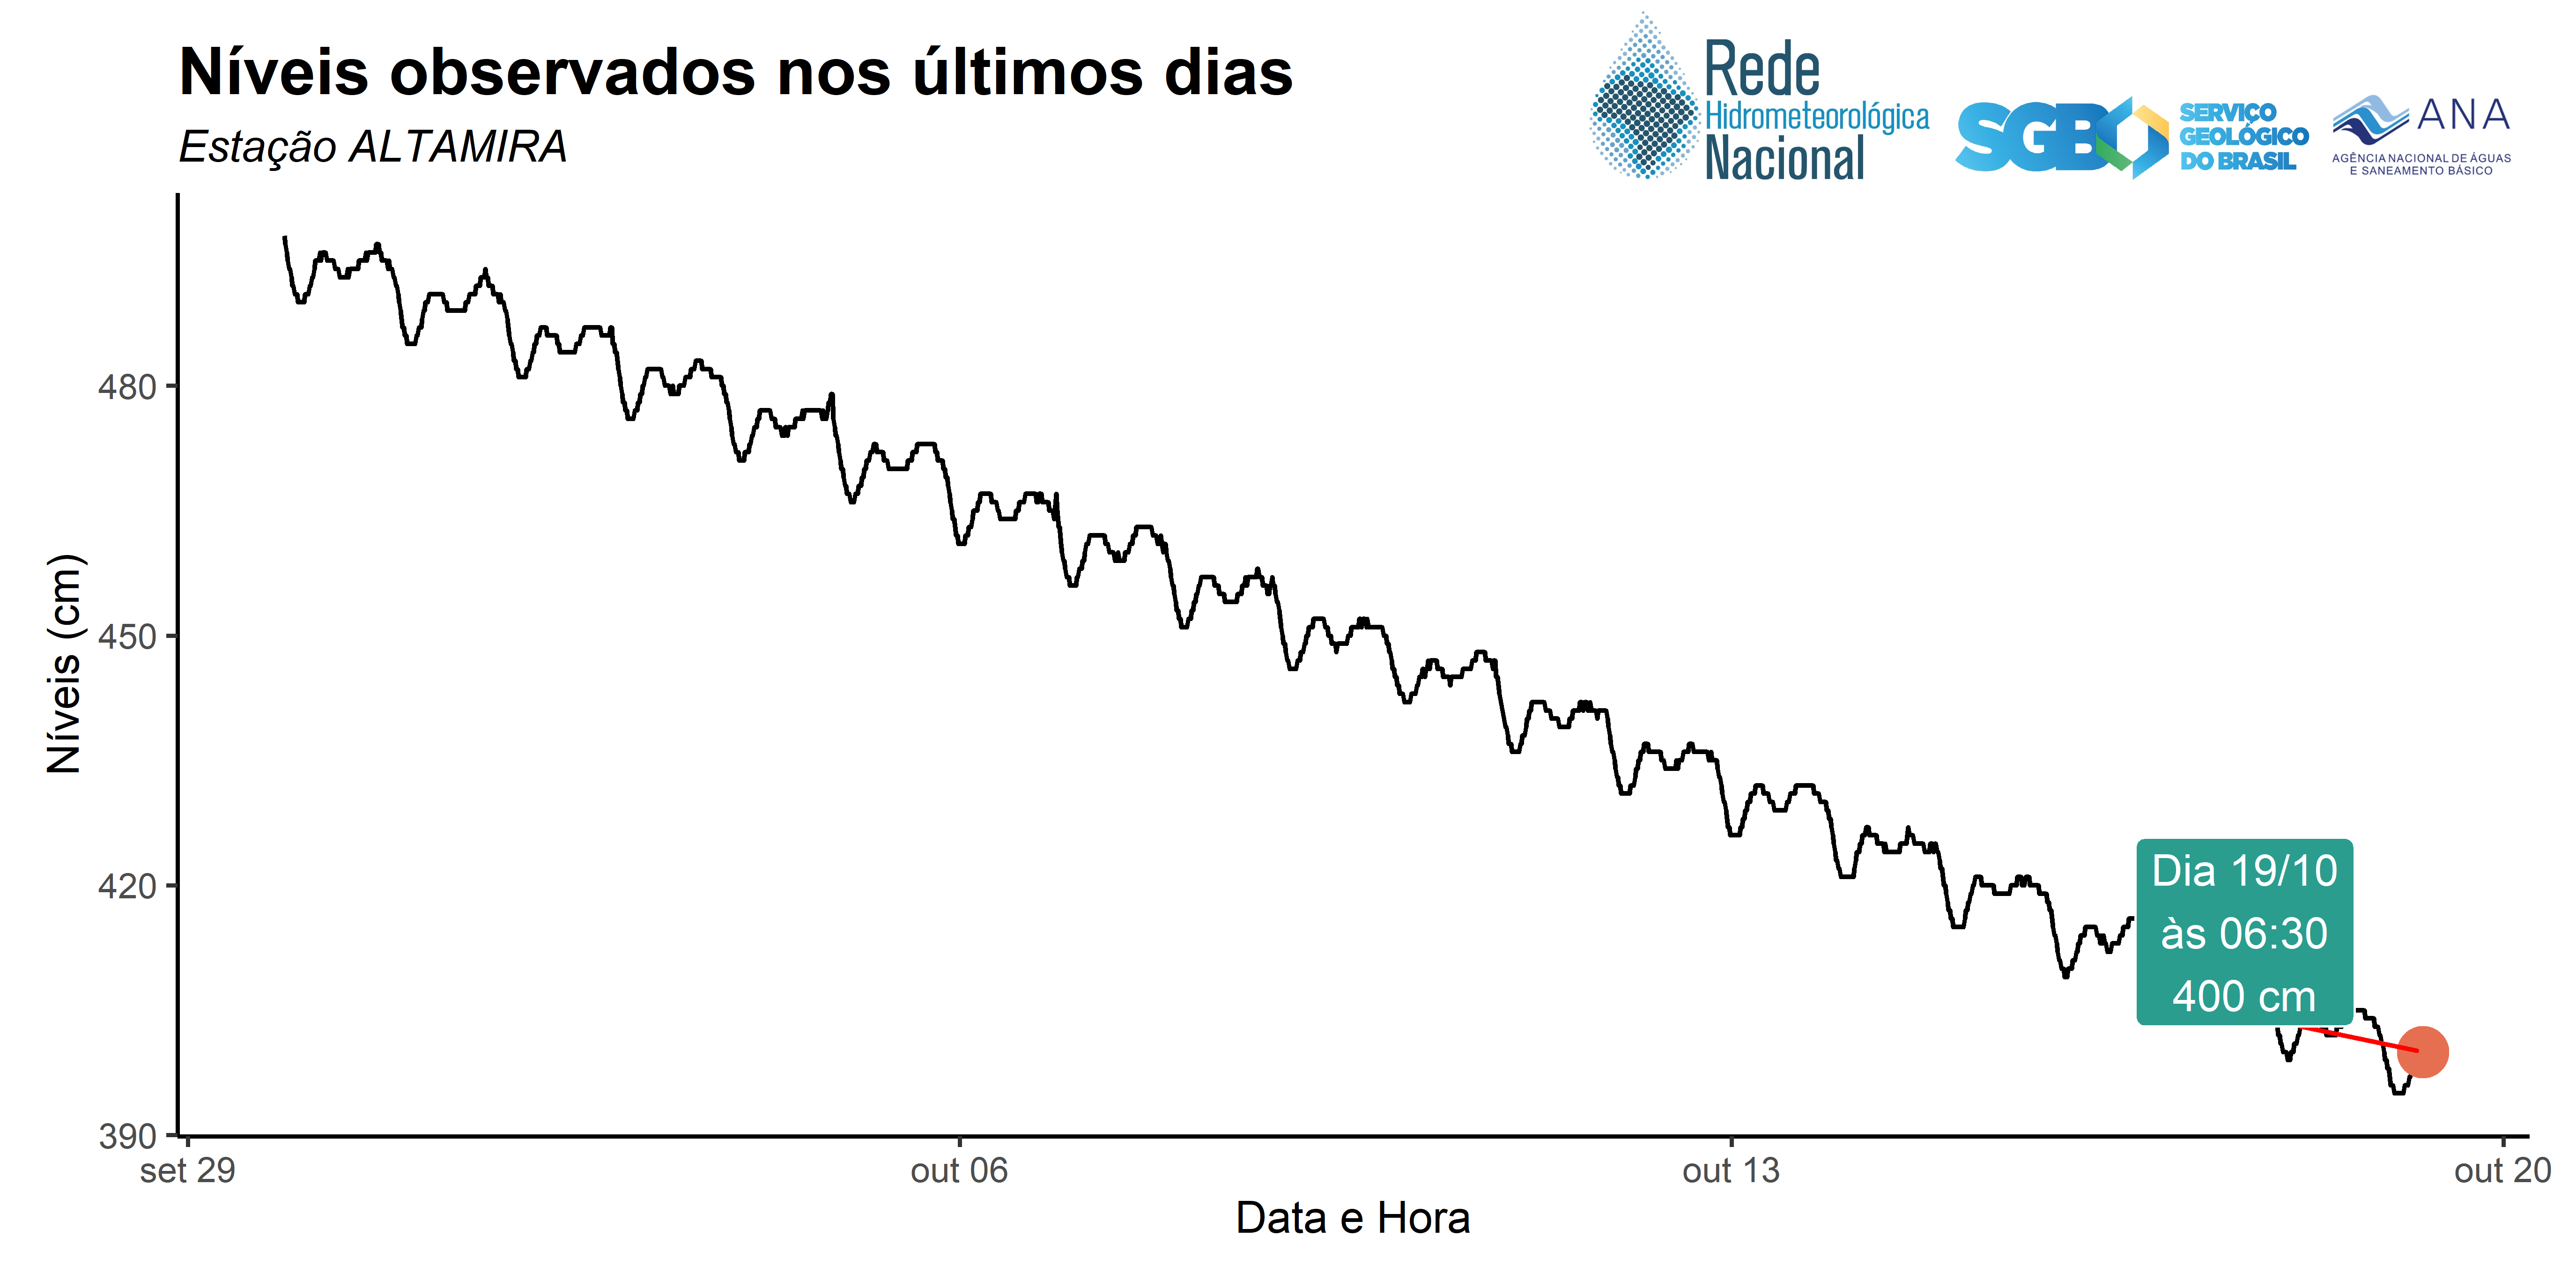 Níveis observados nos últimos dias
Estação ALTAMIRA
Rede
Hidrometeorológica
Nacional
SGB
SERVIÇO
GEOLÓGICO
DO BRASIL
ANA
AGÊNCIA NACIONAL DE ÁGUAS
E SANEAMENTO BÁSICO
Níveis (cm)
480
450
420
390
Dia 19/10
às 06:30
400 cm
set 29
out 06
out 13
out 20
Data e Hora